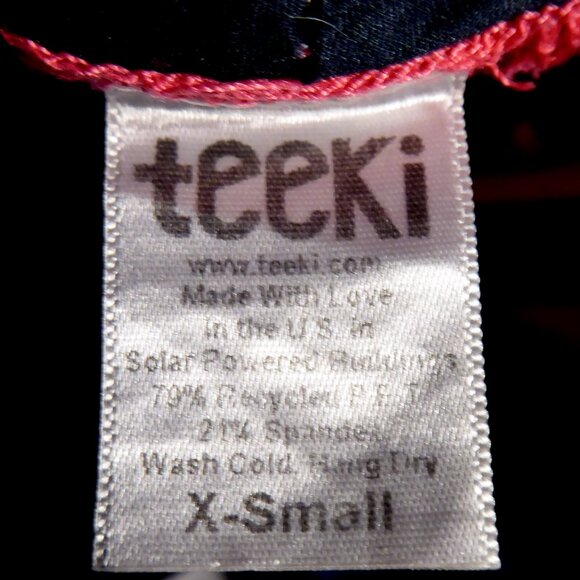 teeki
www.teeki.com
Made With Love
in the U.S. in
Solar Powered Buildings
79% Recycled P.E.T.
21% Spandex
Wash Cold. Hang Dry
X-Small